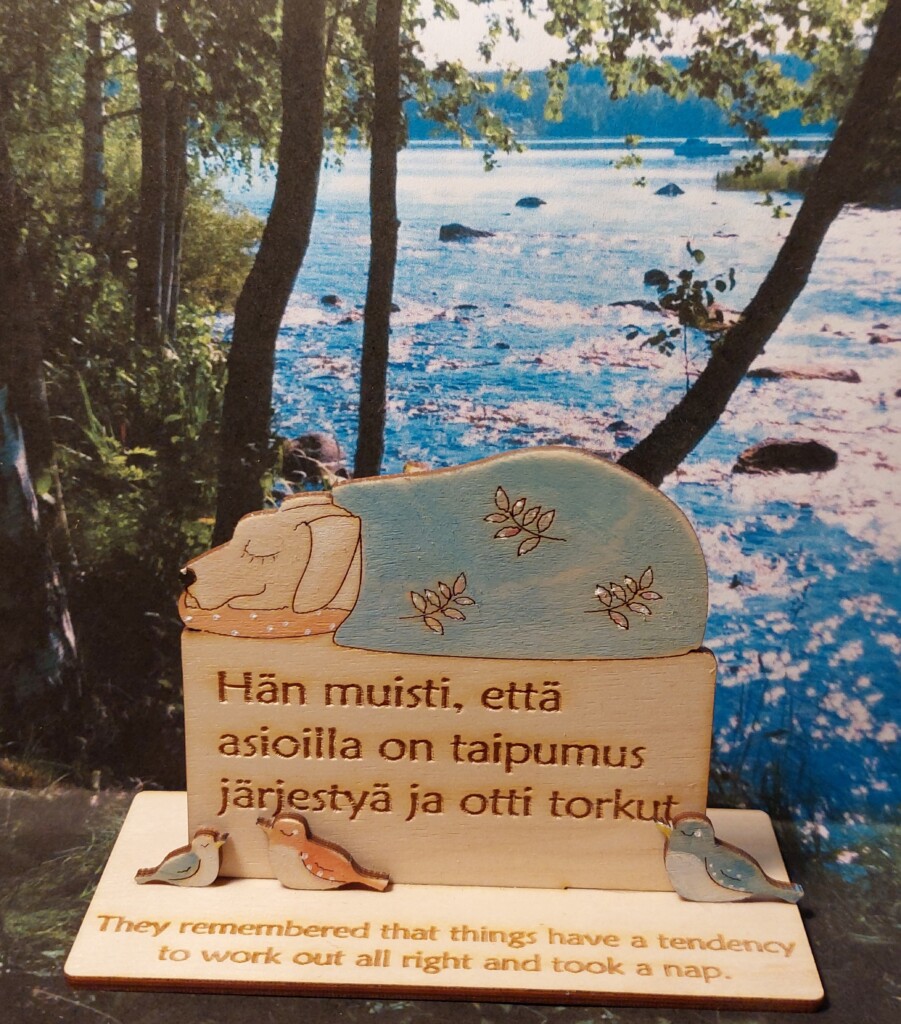 Hän muisti, että
asioilla on taipumus
järjestyä ja otti torkut
They remembered that things have a tendency
to work out all right and took a nap.